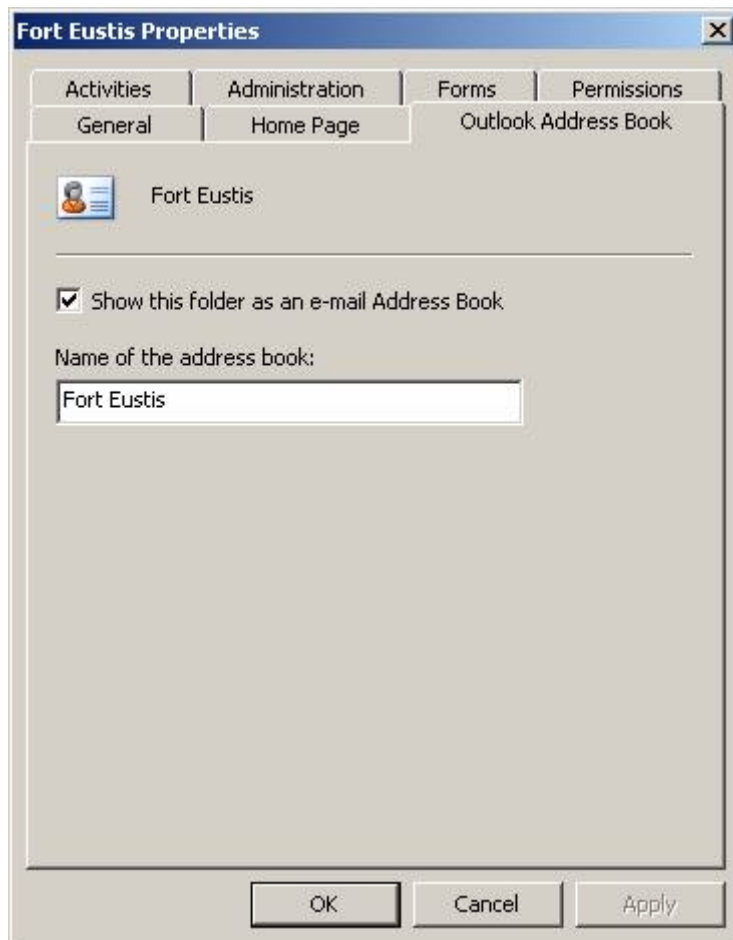 Fort Eustis Properties
Activities Administration Forms Permissions
General Home Page Outlook Address Book
Fort Eustis
Show this folder as an e-mail Address Book
Name of the address book:
Fort Eustis
OK Cancel Apply